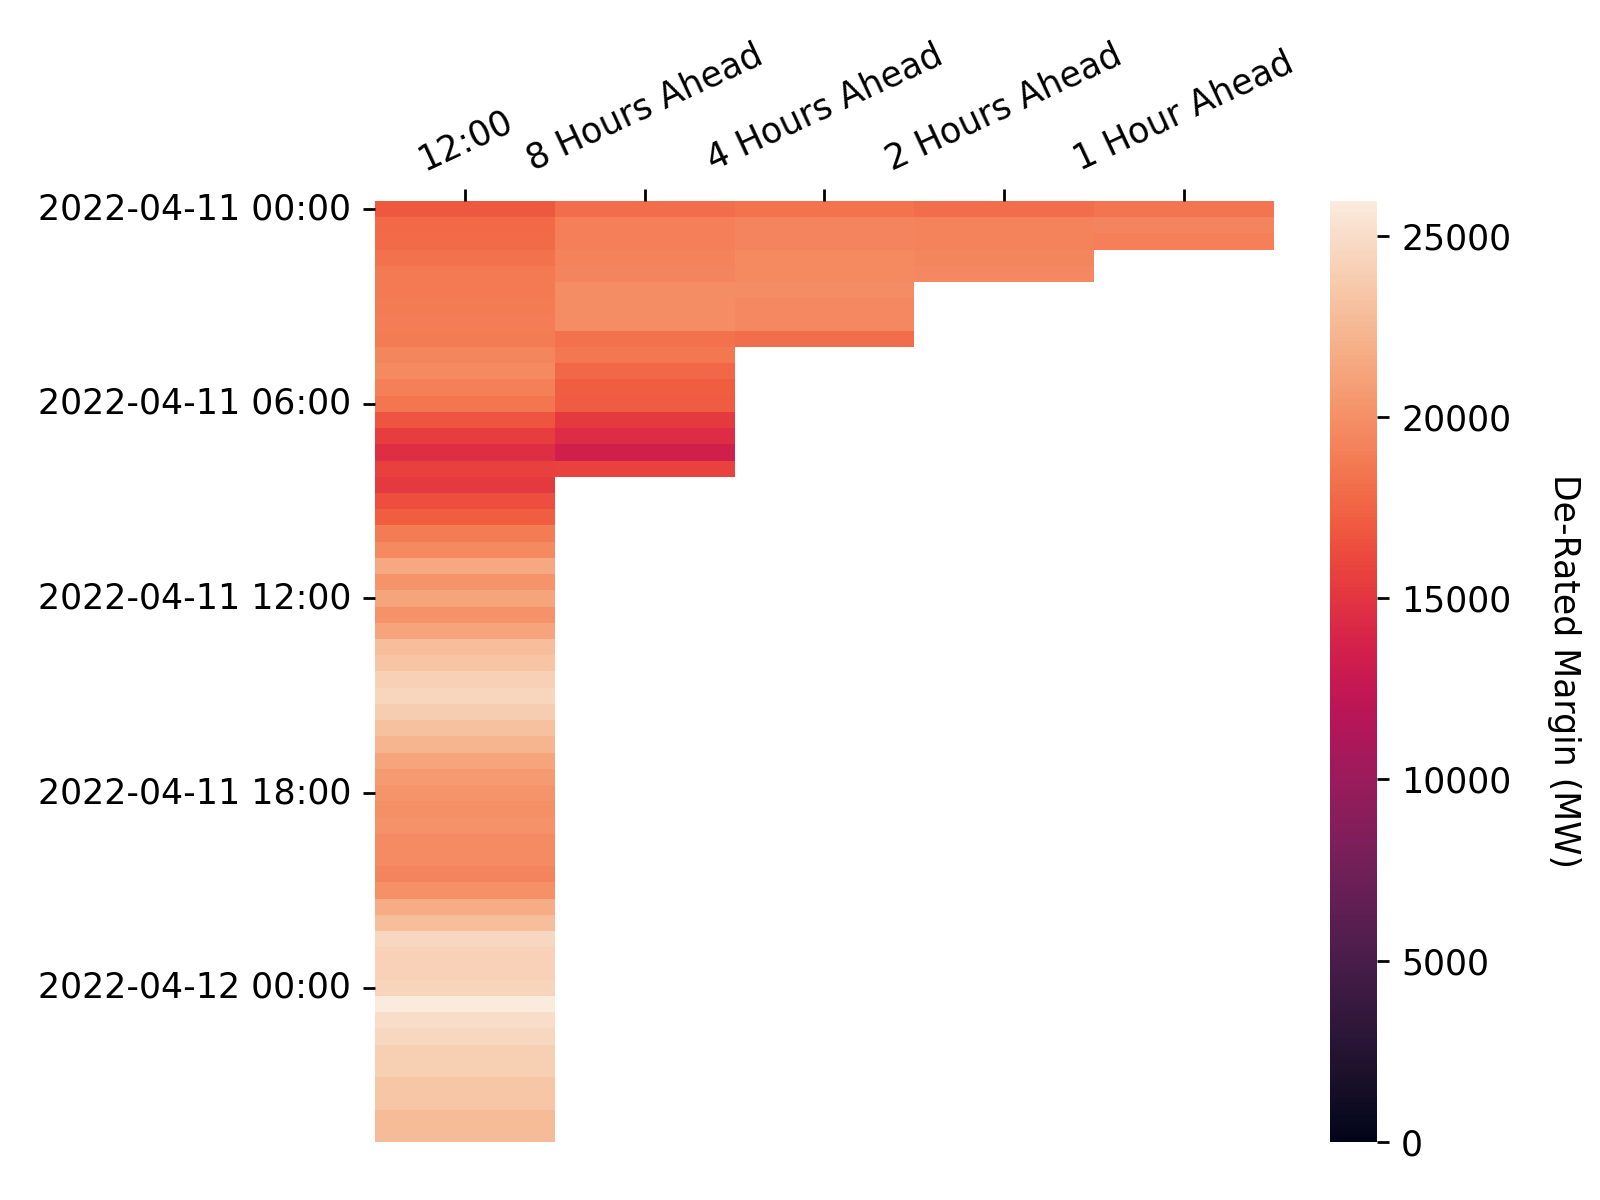 12:00
8 Hours Ahead
4 Hours Ahead
2 Hours Ahead
1 Hour Ahead
2022-04-11 00:00
2022-04-11 06:00
2022-04-11 12:00
2022-04-11 18:00
2022-04-12 00:00
25000
20000
15000
10000
5000
0
De-Rated Margin (MW)